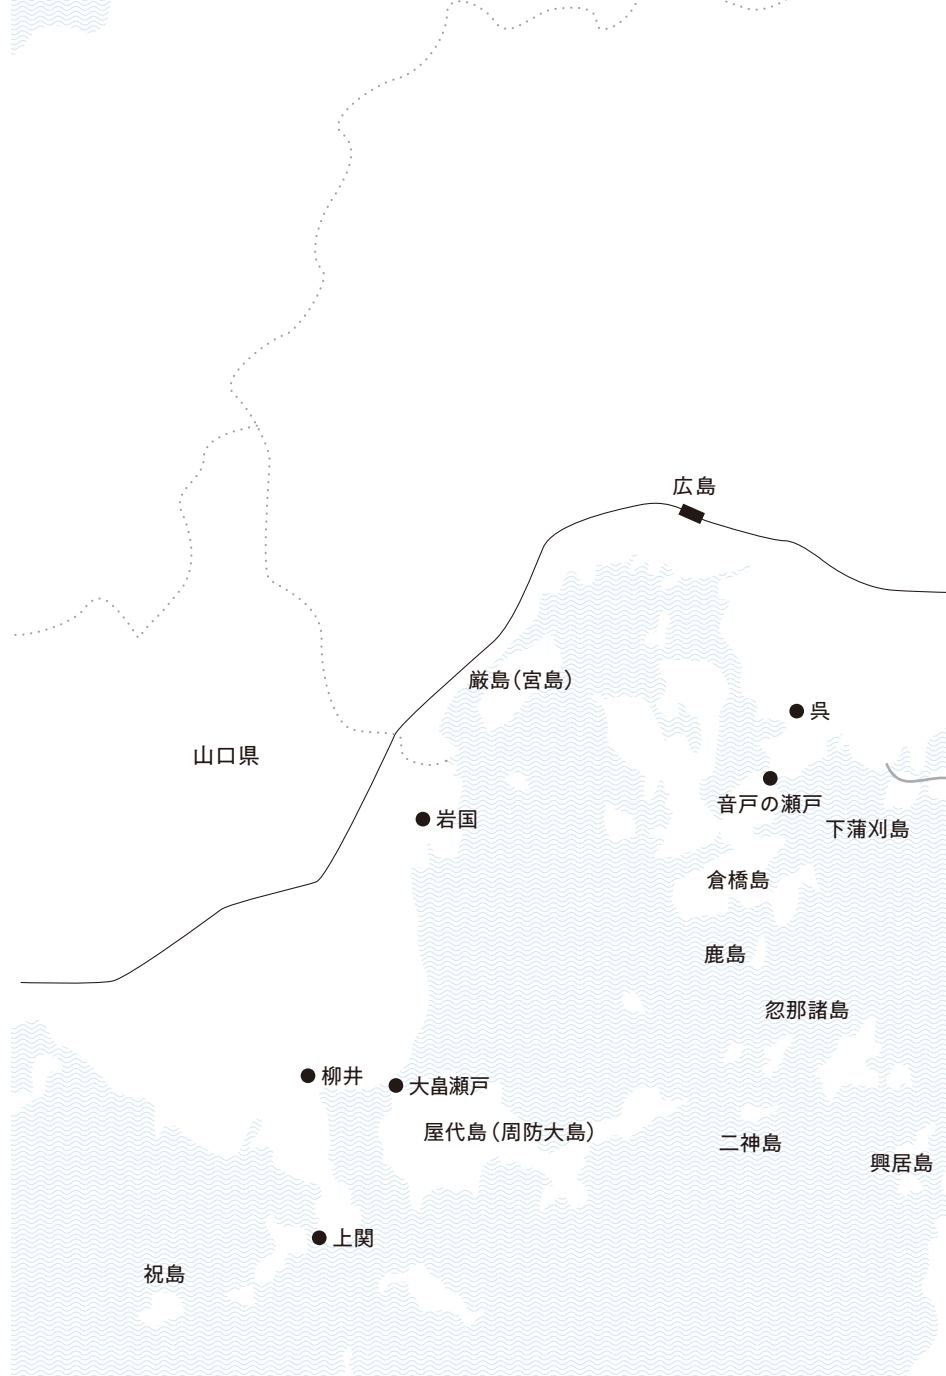 広島
厳島（宮島）
呉
山口県
音戸の瀬戸
岩国
下蒲刈島
倉橋島
鹿島
忽那諸島
柳井
大畠瀬戸
屋代島（周防大島）
二神島
興居島
上関
祝島